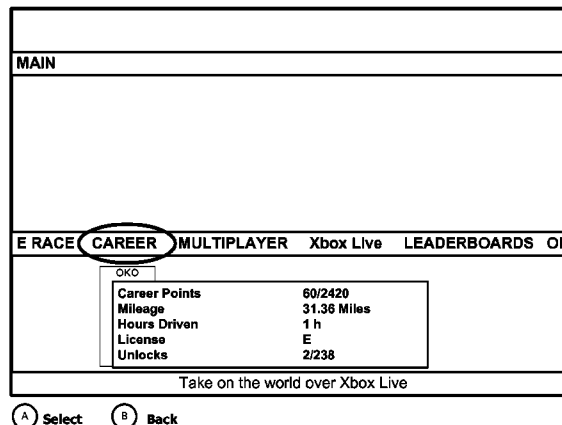 MAIN
E RACE CAREER MULTIPLAYER Xbox Live LEADERBOARDS
OKO
Career Points 60/2420
Mileage 31.36 Miles
Hours Driven 1 h
License E
Unlocks 2/238
Take on the world over Xbox Live
A Select B Back